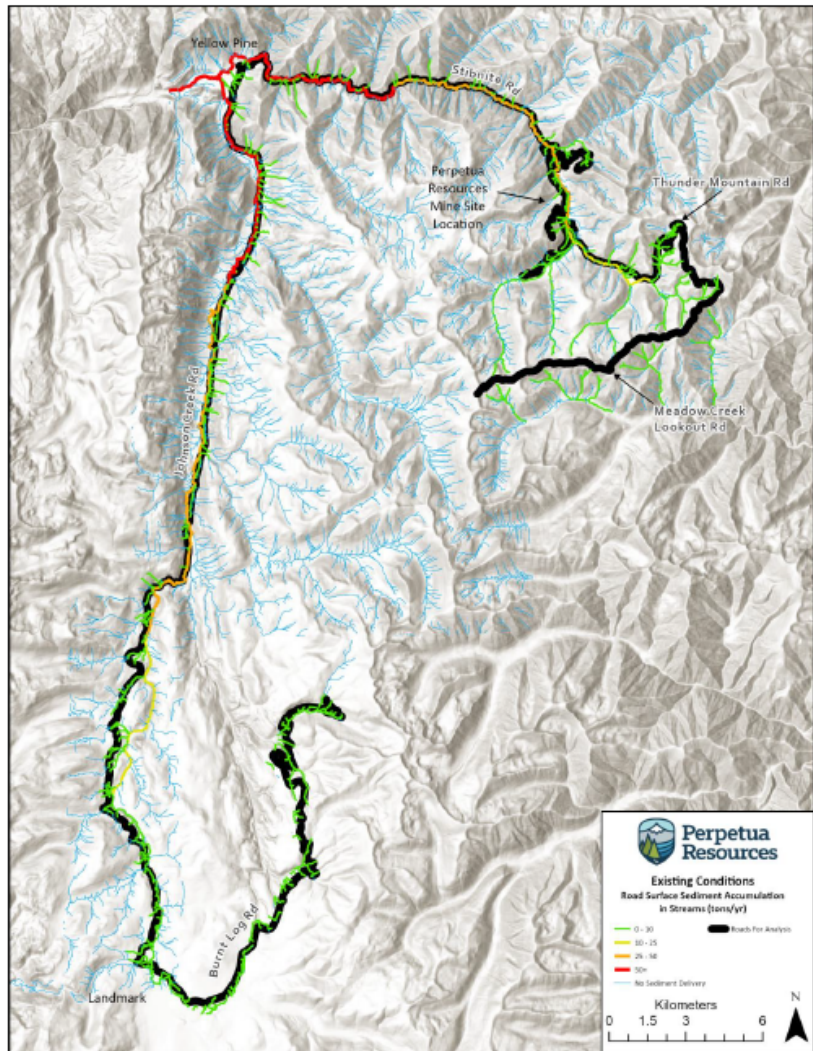 Yellow Pine
Stibnite Rd
Perpetua
Resources
Mine Site
Location
Thunder Mountain Rd
Johnson Creek Rd
Meadow Creek
Lookout Rd
Burnt Log Rd
Landmark
Perpetua
Resources
Existing Conditions
Road Surface Sediment Accumulation
in Streams (tons/yr)
0 - 10
10 - 25
25 - 50
50+
No Sediment Delivery
Roads For Analysis
Kilometers
0 1.5 3 6
N